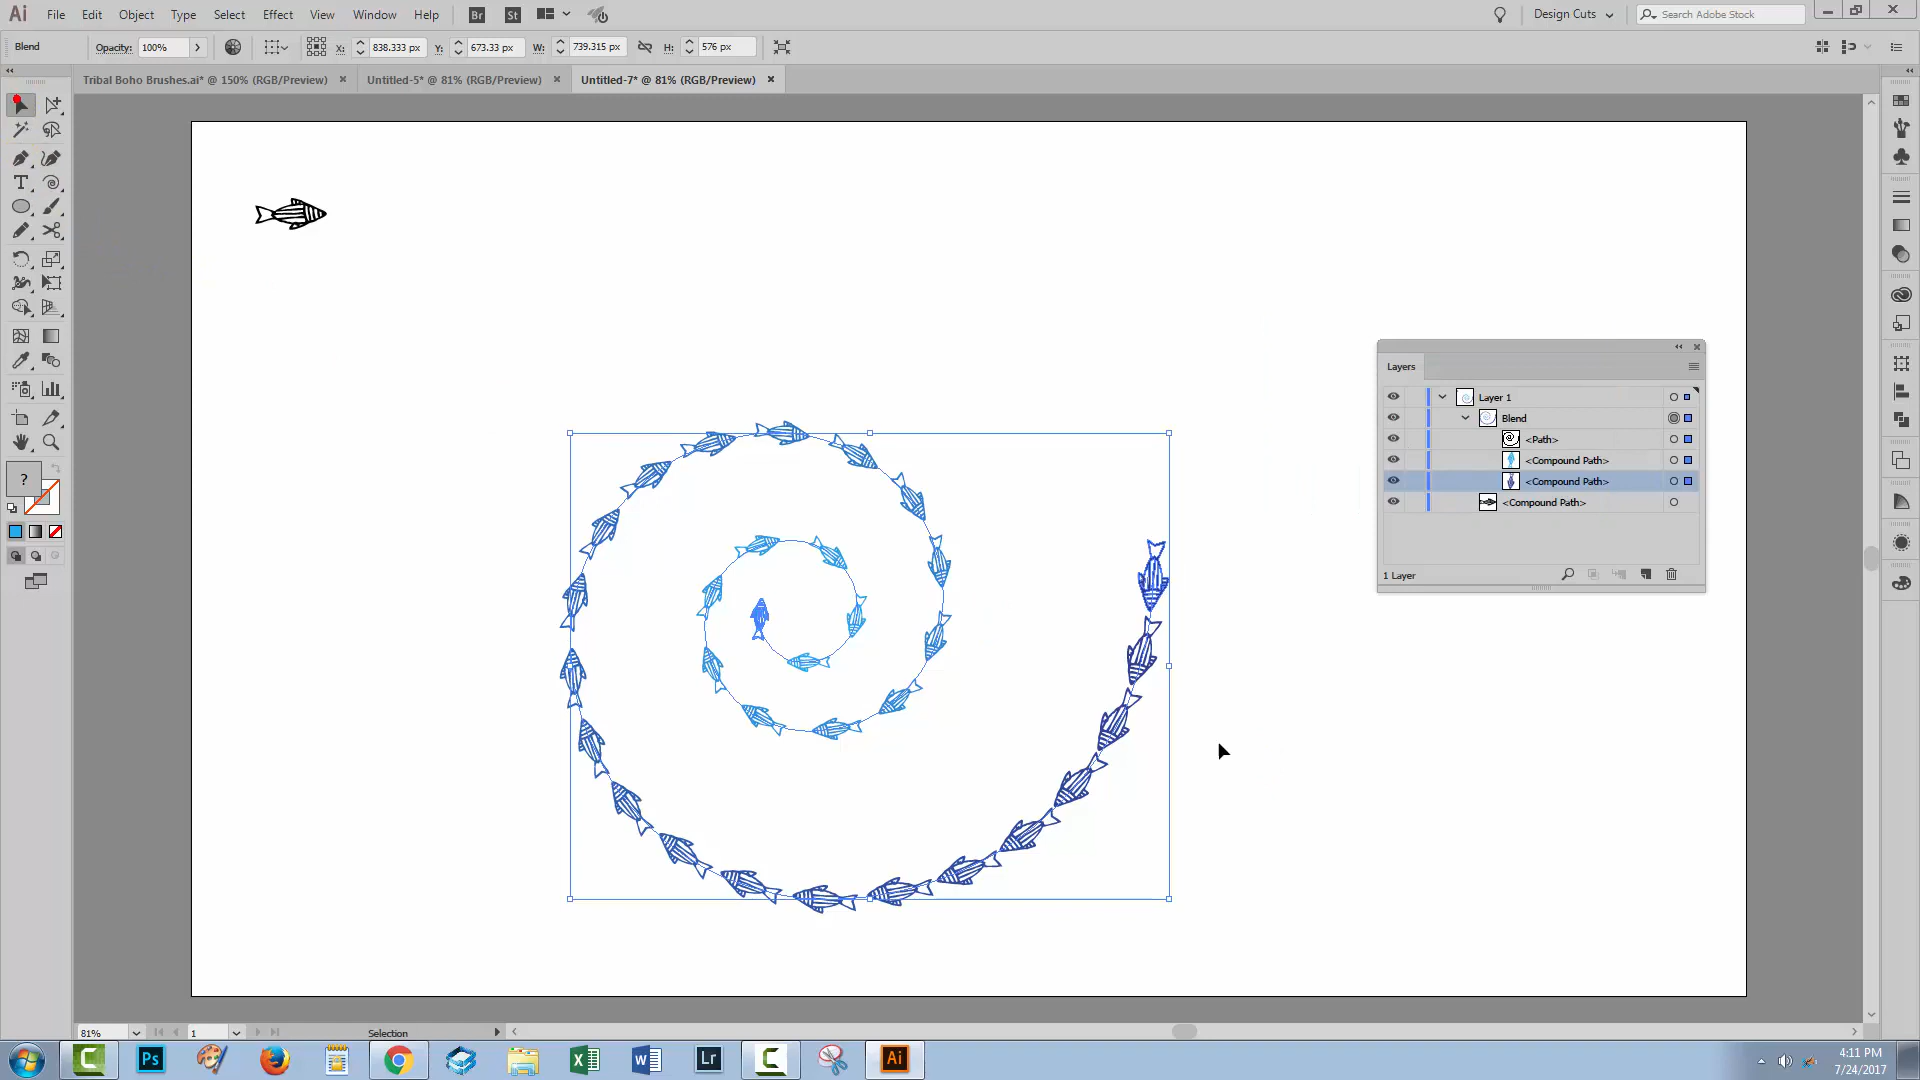 Ai File Edit Object Type Select Effect View Window Help Br St Design Cuts Search Adobe Stock
Blend Opacity: 100% X: 838.333 px Y: 673.33 px W: 739.315 px H: 576 px
Tribal Boho Brushes.ai* @ 150% (RGB/Preview) Untitled-5* @ 81% (RGB/Preview) Untitled-7* @ 81% (RGB/Preview)
T
?
Layers
Layer 1
Blend
<Path>
<Compound Path>
<Compound Path>
<Compound Path>
1 Layer
81% 1 Selection
Ps Lr Ai
4:11 PM
7/24/2017